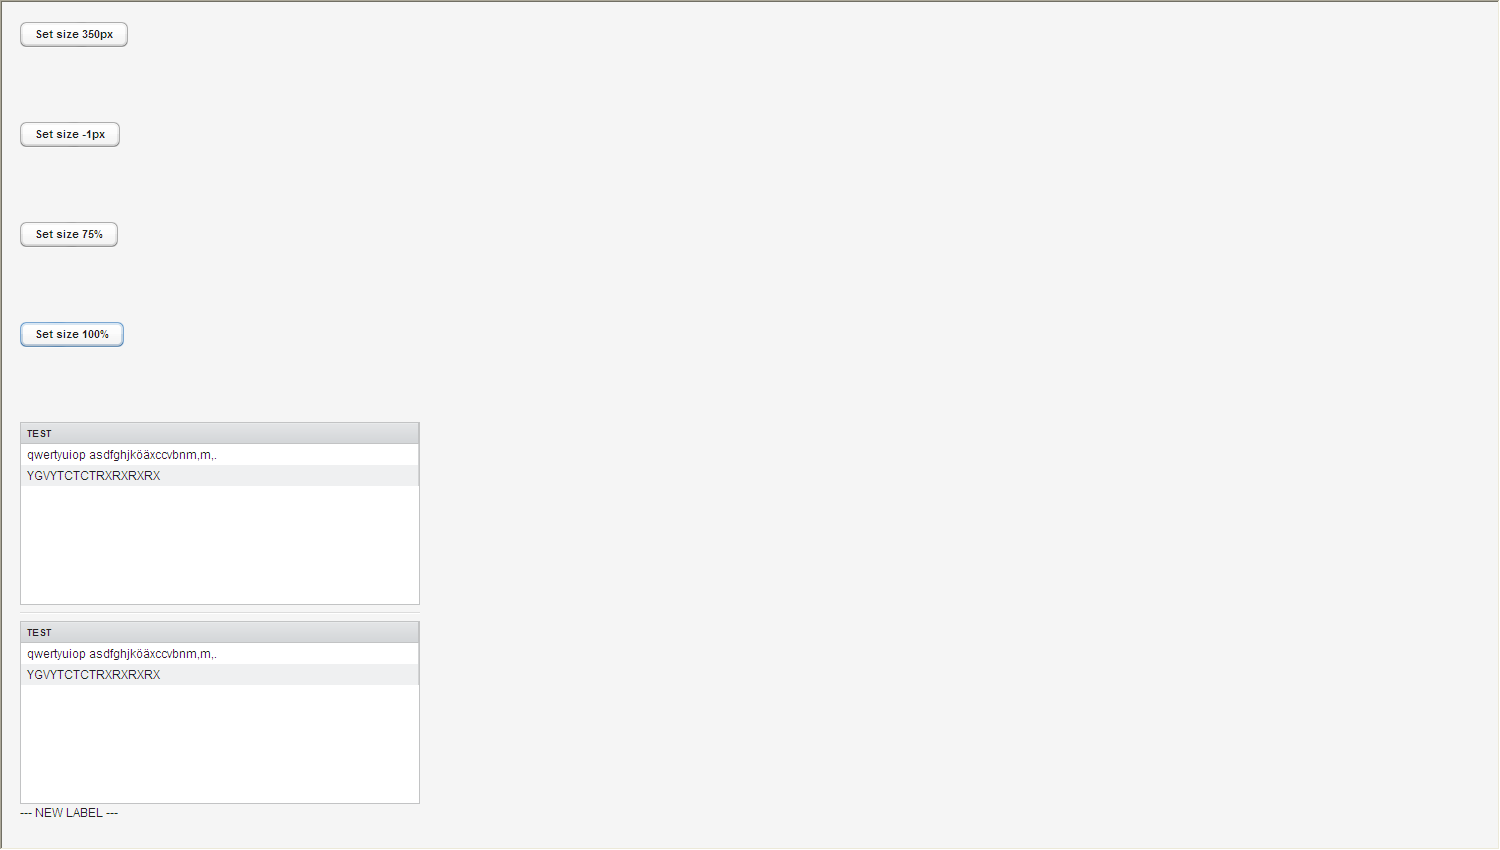 Set size 350px
Set size -1px
Set size 75%
Set size 100%
TEST
qwertyuiop asdfghjköäxccvbnm,m,.
YGVYTCTCTRXRXRXRX
TEST
qwertyuiop asdfghjköäxccvbnm,m,.
YGVYTCTCTRXRXRXRX
--- NEW LABEL ---